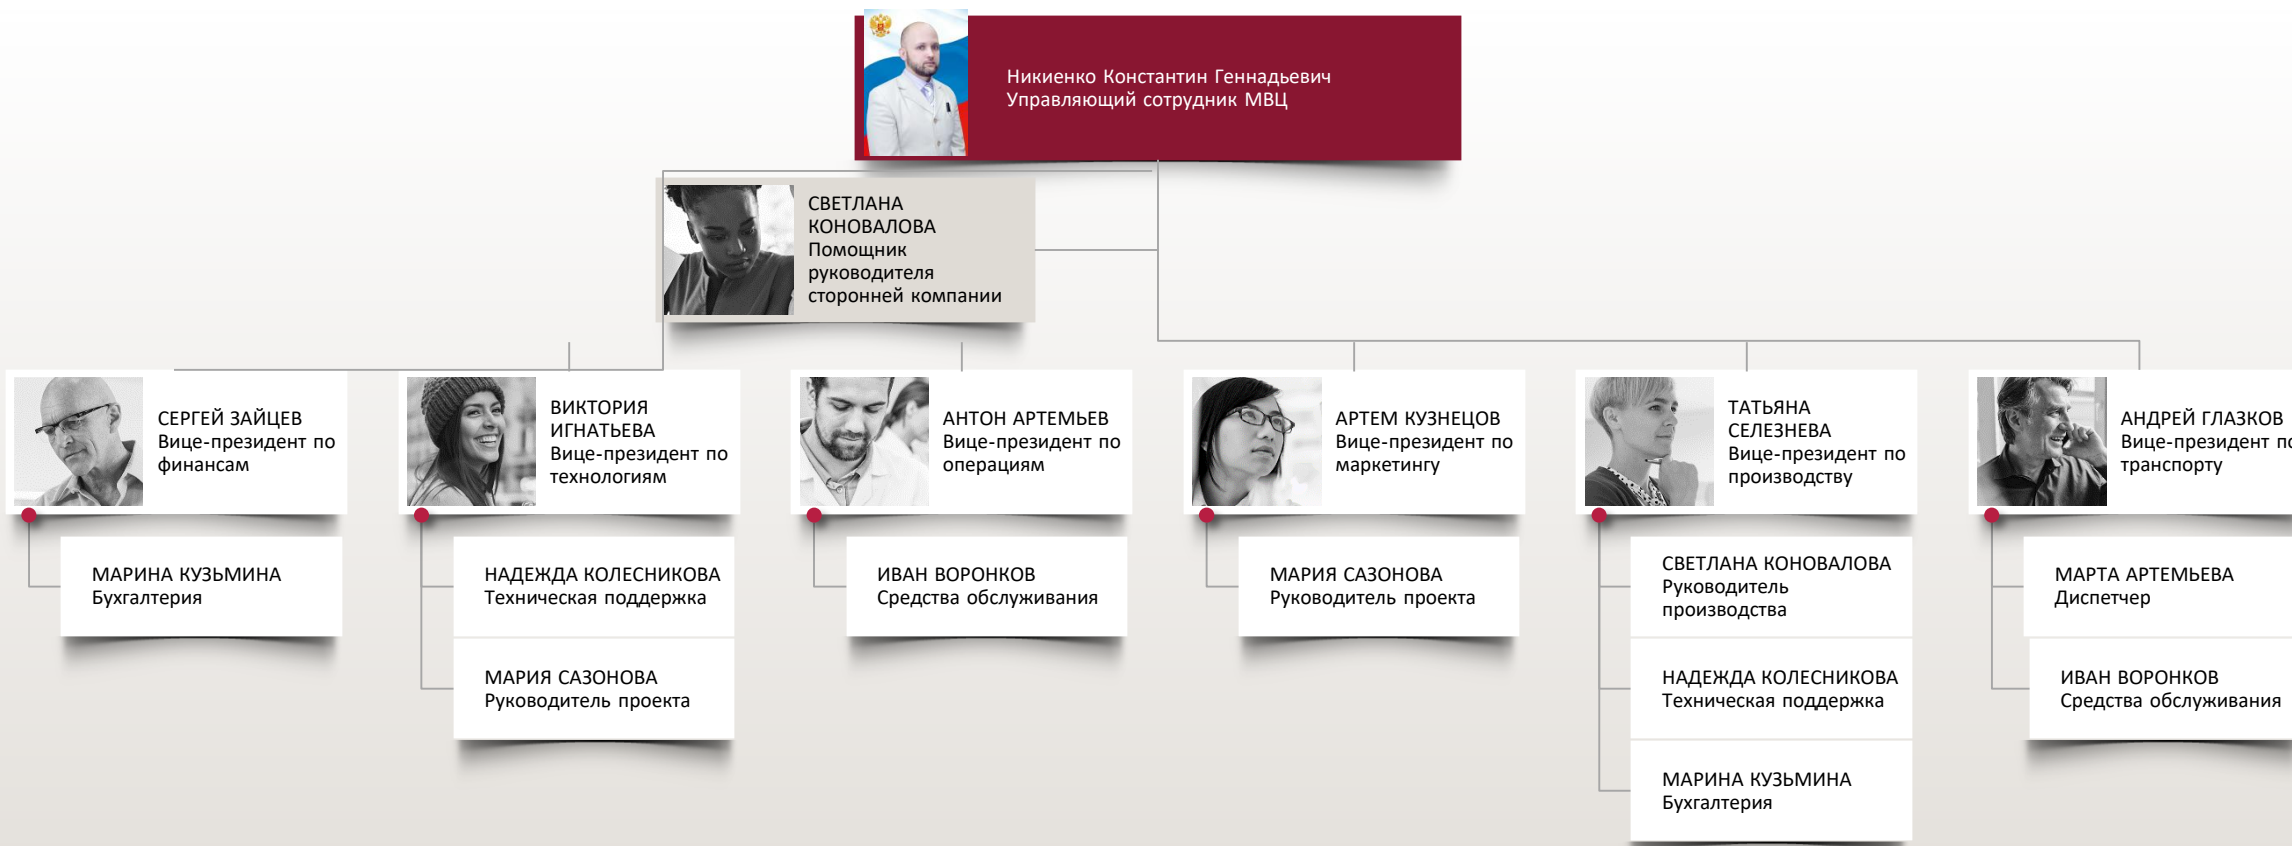 Никиенко Константин Геннадьевич
Управляющий сотрудник МВЦ
СВЕТЛАНА
КОНОВАЛОВА
Помощник
руководителя
сторонней компании
СЕРГЕЙ ЗАЙЦЕВ
Вице-президент по
финансам
ВИКТОРИЯ
ИГНАТЬЕВА
Вице-президент по
технологиям
АНТОН АРТЕМЬЕВ
Вице-президент по
операциям
АРТЕМ КУЗНЕЦОВ
Вице-президент по
маркетингу
ТАТЬЯНА
СЕЛЕЗНЕВА
Вице-президент по
производству
АНДРЕЙ ГЛАЗКОВ
Вице-президент по
транспорту
МАРИНА КУЗЬМИНА
Бухгалтерия
НАДЕЖДА КОЛЕСНИКОВА
Техническая поддержка
МАРИЯ САЗОНОВА
Руководитель проекта
ИВАН ВОРОНКОВ
Средства обслуживания
МАРИЯ САЗОНОВА
Руководитель проекта
СВЕТЛАНА КОНОВАЛОВА
Руководитель
производства
НАДЕЖДА КОЛЕСНИКОВА
Техническая поддержка
МАРИНА КУЗЬМИНА
Бухгалтерия
МАРТА АРТЕМЬЕВА
Диспетчер
ИВАН ВОРОНКОВ
Средства обслуживания